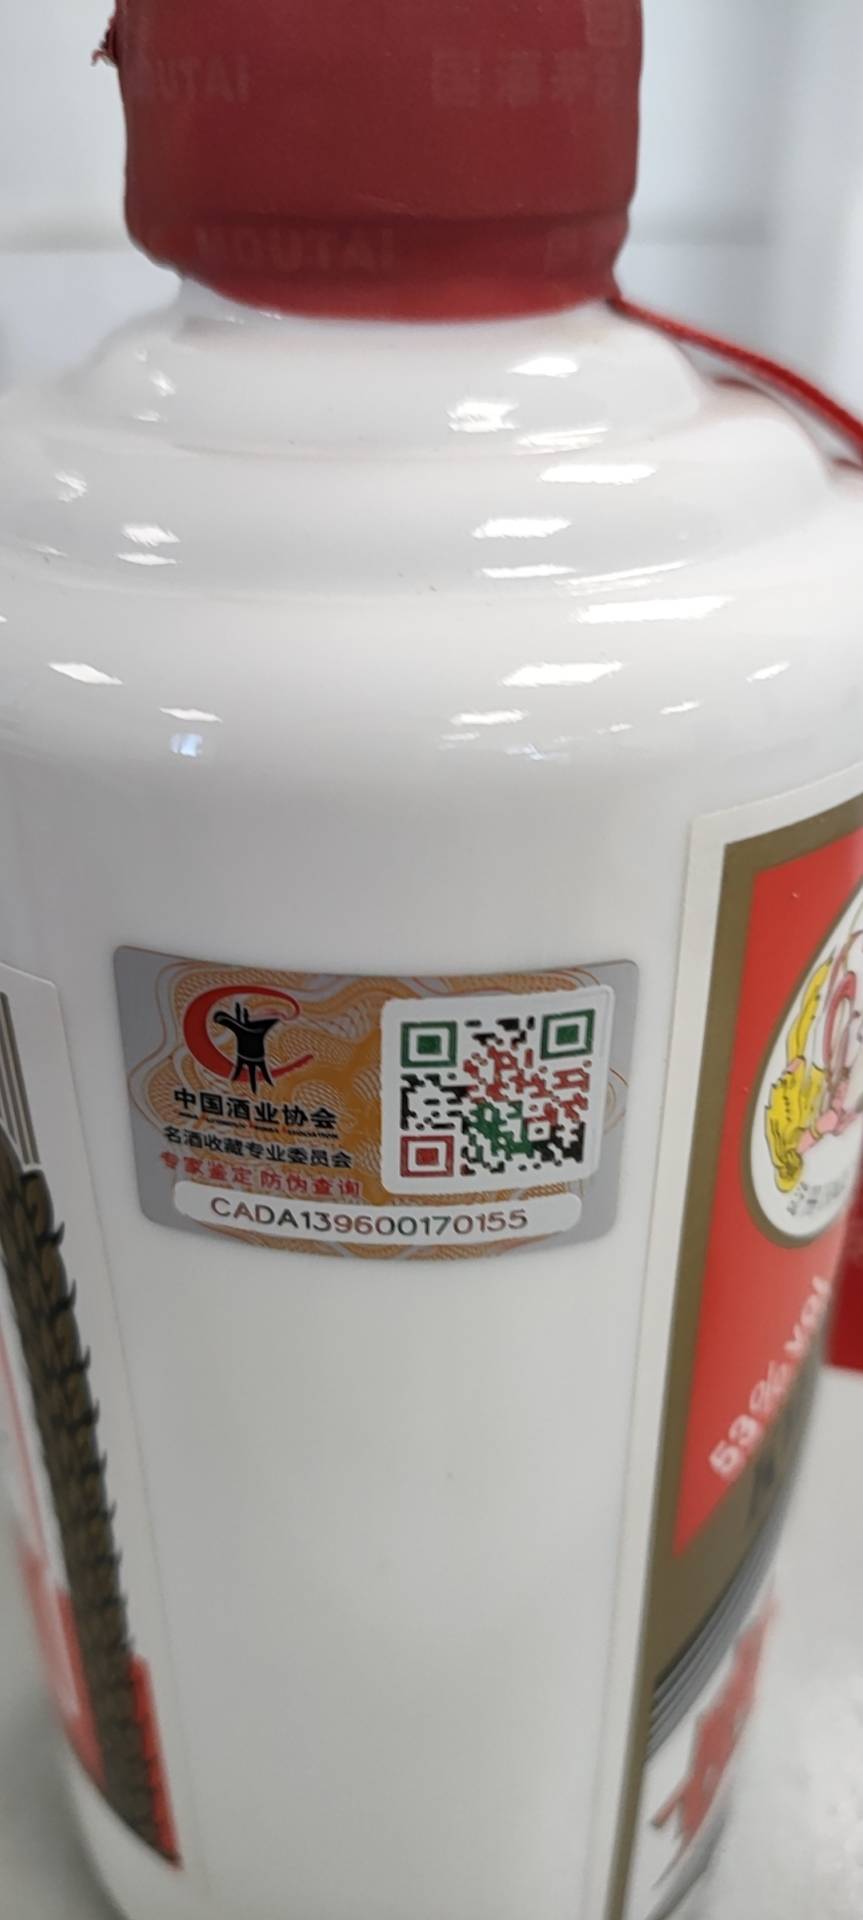 MOUTAI
中国酒业协会
名酒收藏专业委员会
专家鉴定 防伪查询
CADA139600170155
53% vol